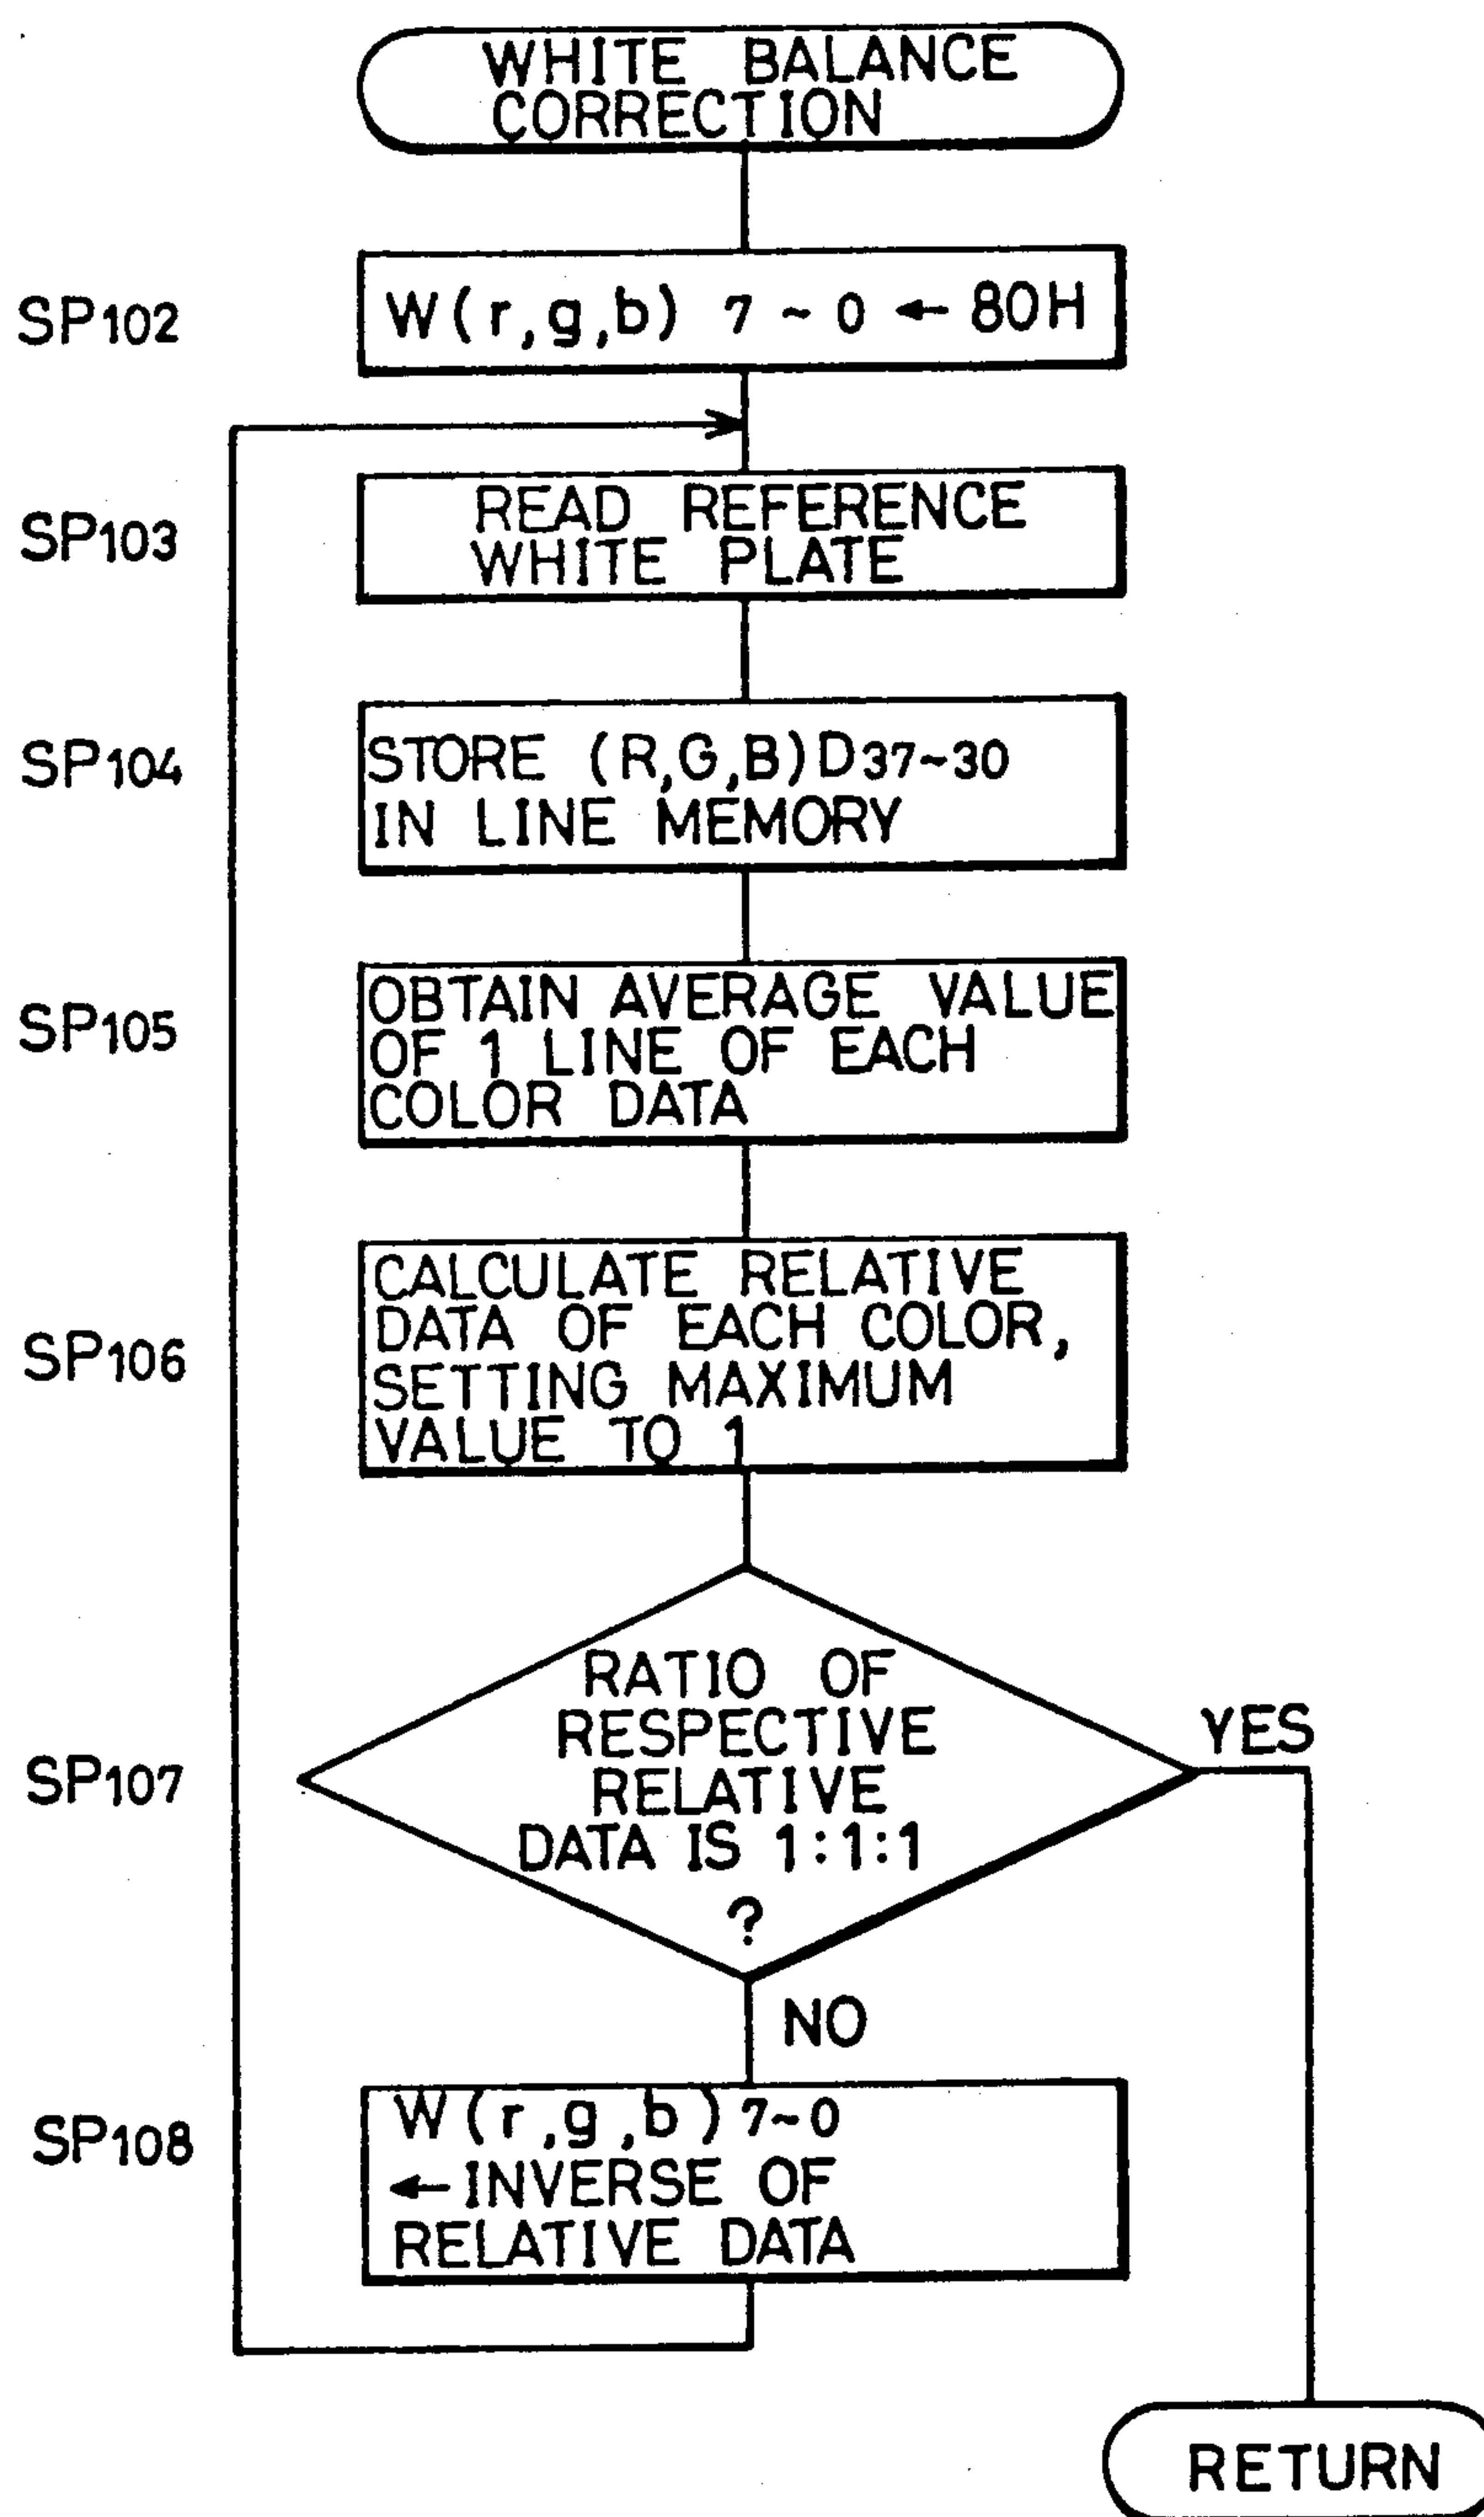 WHITE BALANCE
CORRECTION
SP102
W(r,g,b) 7 ~ 0 ← 80H
SP103
READ REFERENCE
WHITE PLATE
SP104
STORE (R,G,B)D37~30
IN LINE MEMORY
SP105
OBTAIN AVERAGE VALUE
OF 1 LINE OF EACH
COLOR DATA
SP106
CALCULATE RELATIVE
DATA OF EACH COLOR,
SETTING MAXIMUM
VALUE TO 1
SP107
RATIO OF
RESPECTIVE
RELATIVE
DATA IS 1:1:1
?
YES
NO
SP108
W(r,g,b)7~0
←INVERSE OF
RELATIVE DATA
RETURN